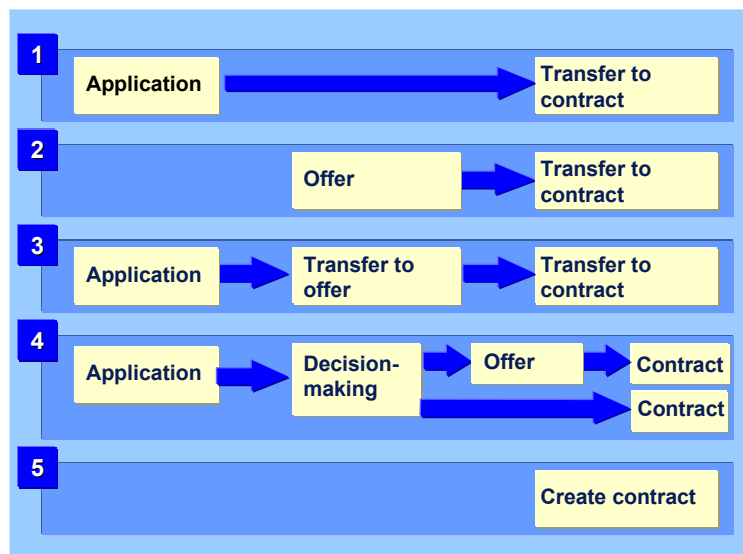 1
Application
Transfer to
contract
2
Offer
Transfer to
contract
3
Application
Transfer to
offer
Transfer to
contract
4
Application
Decision-
making
Offer
Contract
Contract
5
Create contract